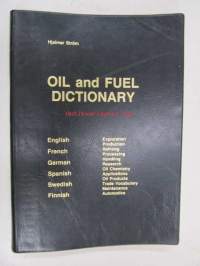 Hjalmar Ström
OIL and FUEL
DICTIONARY
English
French
German
Spanish
Swedish
Finnish
Exploration
Production
Refining
Processing
Handling
Research
Oil Chemistry
Applications
Oil Products
Trade Vocabulary
Maintenance
Automotive